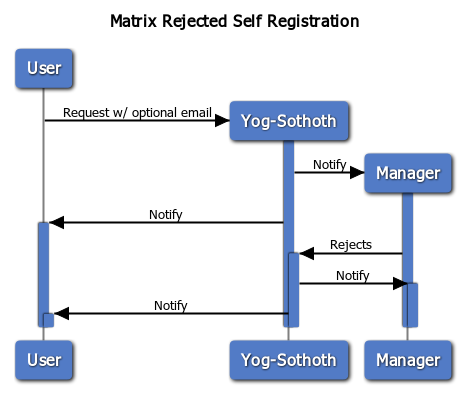 Matrix Rejected Self Registration
User
Request w/ optional email
Yog-Sothoth
Notify
Manager
Notify
Rejects
Notify
Notify
User
Yog-Sothoth
Manager